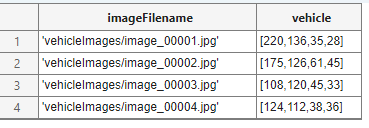 imageFilename vehicle
1 'vehicleImages/image_00001.jpg' [220,136,35,28]
2 'vehicleImages/image_00002.jpg' [175,126,61,45]
3 'vehicleImages/image_00003.jpg' [108,120,45,33]
4 'vehicleImages/image_00004.jpg' [124,112,38,36]